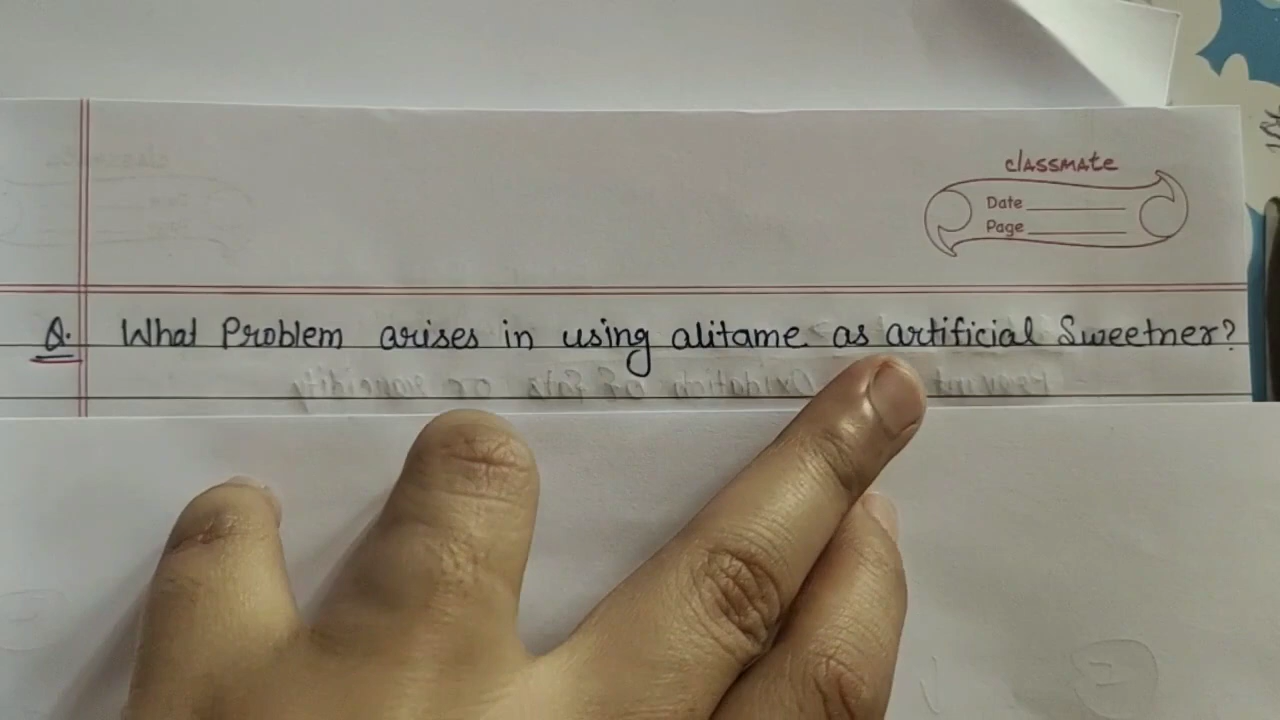 classmate
Date
Page
Q. What Problem arises in using alitame as artificial Sweetner?